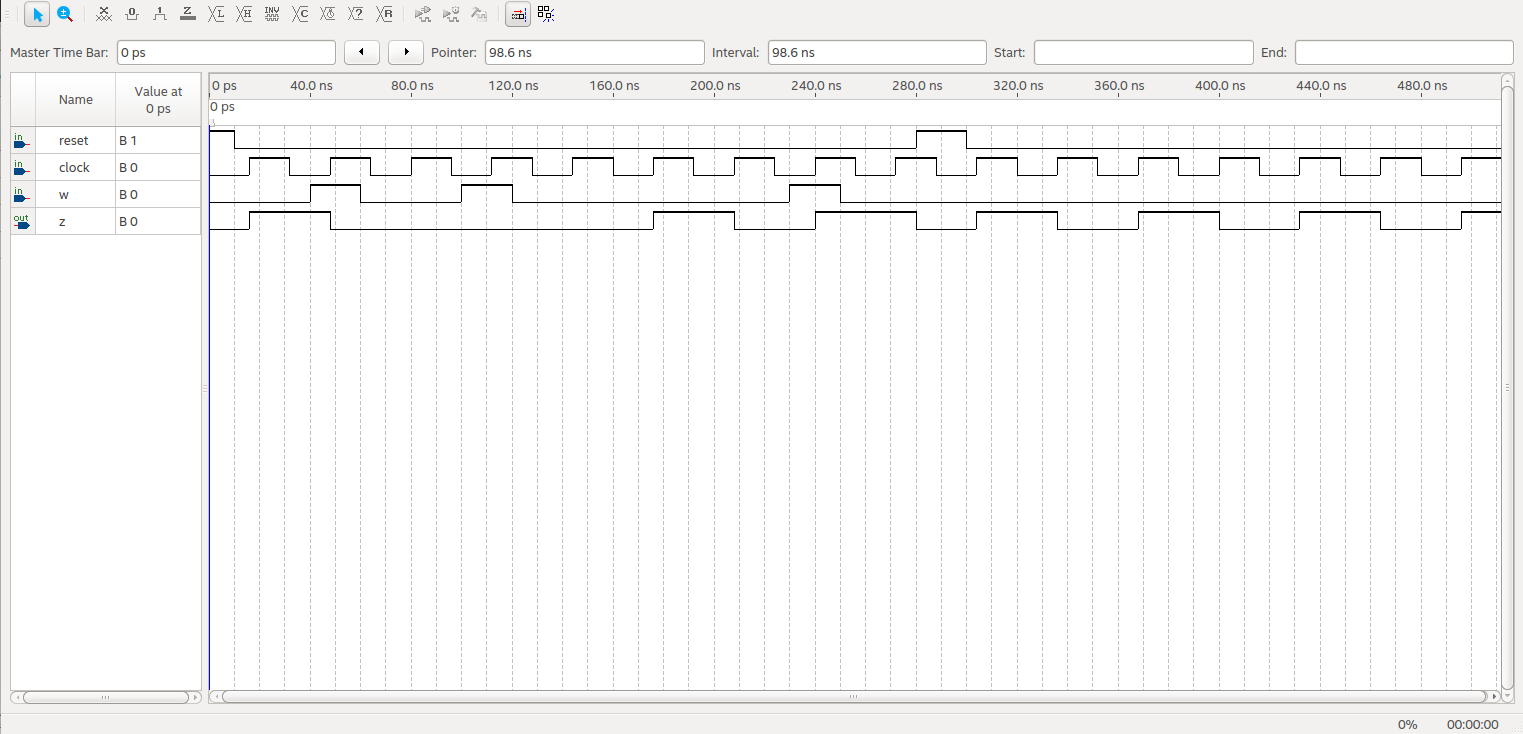 Z L H INV C ? R
Master Time Bar: 0 ps Pointer: 98.6 ns Interval: 98.6 ns Start: End:
Name Value at 0 ps
0 ps 40.0 ns 80.0 ns 120.0 ns 160.0 ns 200.0 ns 240.0 ns 280.0 ns 320.0 ns 360.0 ns 400.0 ns 440.0 ns 480.0 ns
0 ps
in reset B 1
in clock B 0
in w B 0
out z B 0
0% 00:00:00